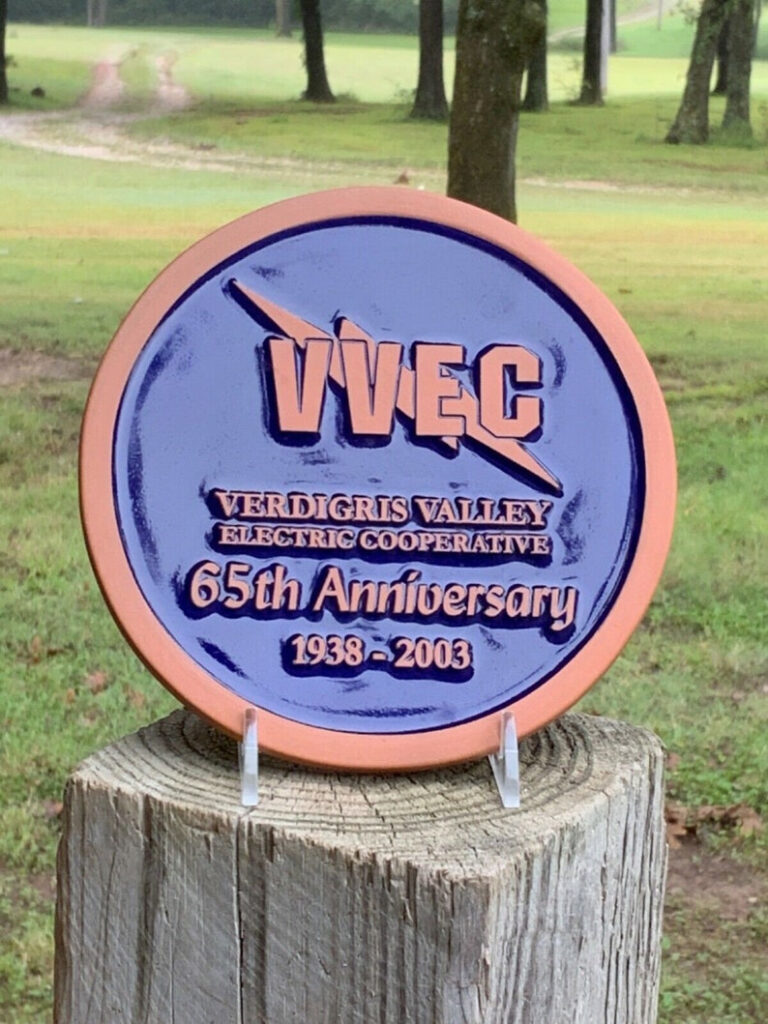 VVEC
VERDIGRIS VALLEY
ELECTRIC COOPERATIVE
65th Anniversary
1938 - 2003